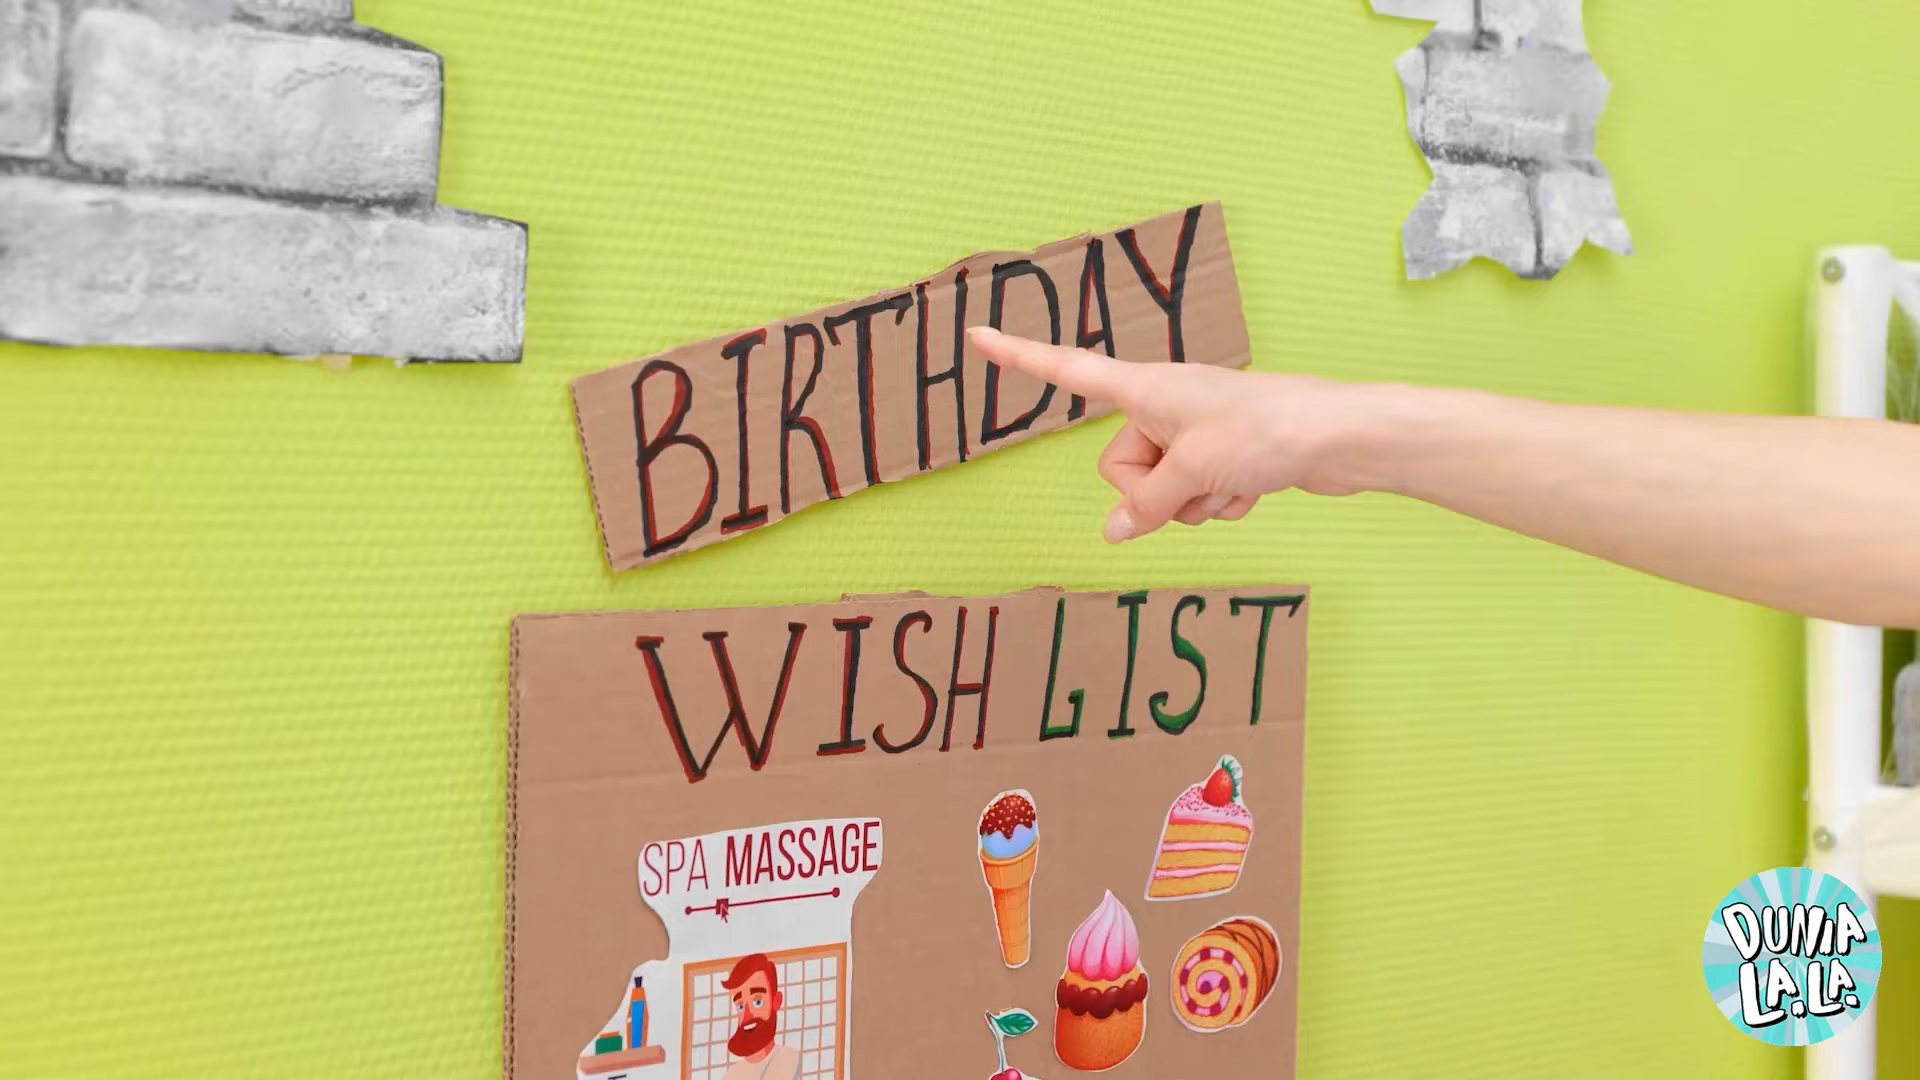 BIRTHDAY
WISH LIST
SPA MASSAGE
DUNIA
LA.LA.